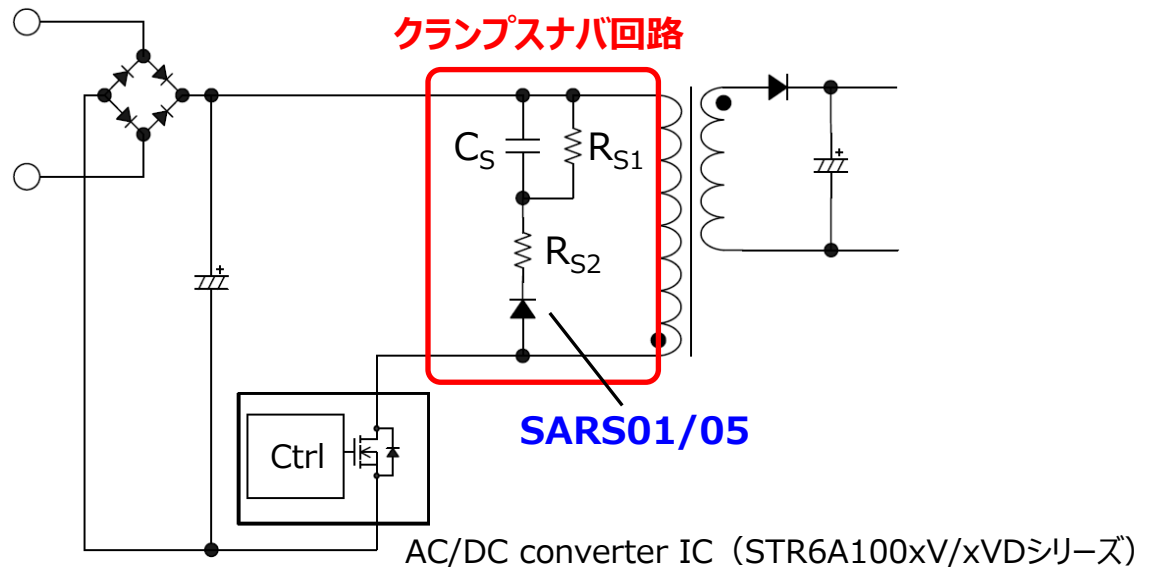 クランプスナバ回路
CS
RS1
RS2
SARS01/05
Ctrl
AC/DC converter IC（STR6A100xV/xVDシリーズ）